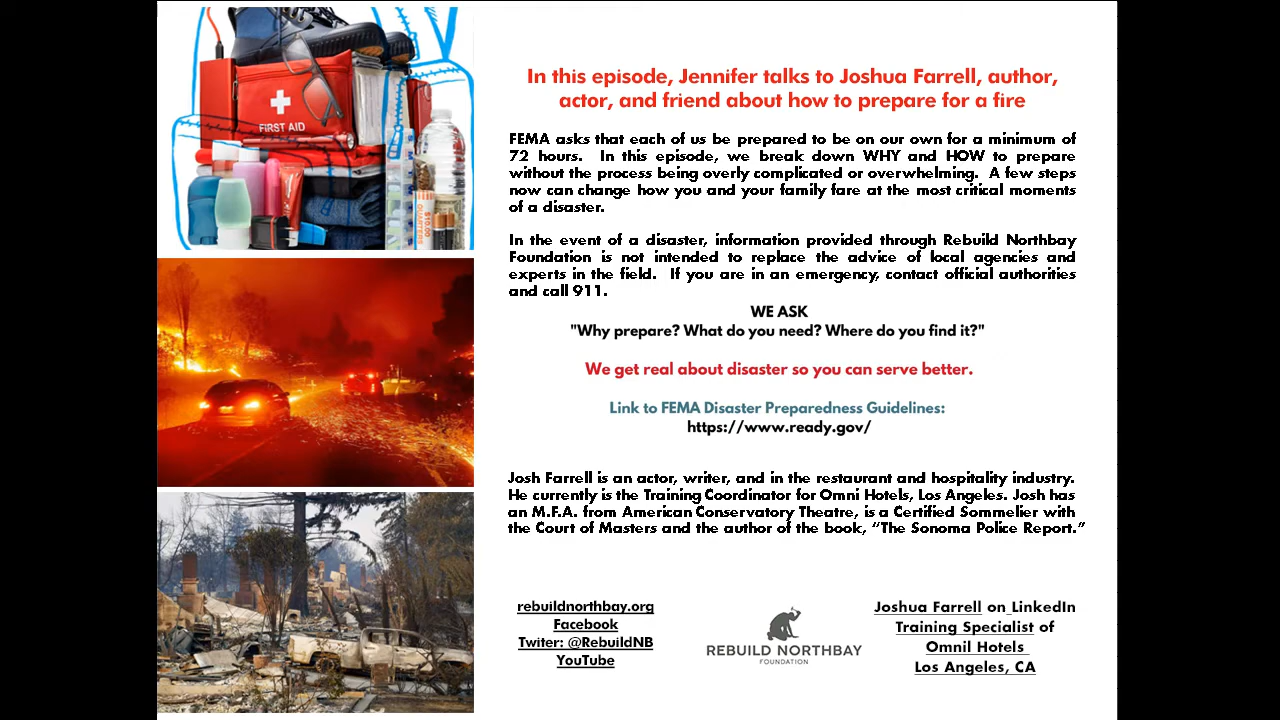 FIRST AID
$10.00
QUARTERS
In this episode, Jennifer talks to Joshua Farrell, author,
actor, and friend about how to prepare for a fire
FEMA asks that each of us be prepared to be on our own for a minimum of
72 hours. In this episode, we break down WHY and HOW to prepare
without the process being overly complicated or overwhelming. A few steps
now can change how you and your family fare at the most critical moments
of a disaster.
In the event of a disaster, information provided through Rebuild Northbay
Foundation is not intended to replace the advice of local agencies and
experts in the field. If you are in an emergency, contact official authorities
and call 911.
WE ASK
"Why prepare? What do you need? Where do you find it?"
We get real about disaster so you can serve better.
Link to FEMA Disaster Preparedness Guidelines:
https://www.ready.gov/
Josh Farrell is an actor, writer, and in the restaurant and hospitality industry.
He currently is the Training Coordinator for Omni Hotels, Los Angeles. Josh has
an M.F.A. from American Conservatory Theatre, is a Certified Sommelier with
the Court of Masters and the author of the book, “The Sonoma Police Report.”
rebuildnorthbay.org
Facebook
Twiter: @RebuildNB
YouTube
REBUILD NORTHBAY
FOUNDATION
Joshua Farrell on LinkedIn
Training Specialist of
Omnil Hotels
Los Angeles, CA